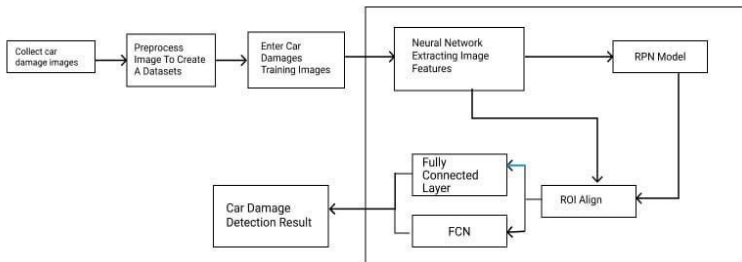 Collect car
damage images
Preprocess
Image To Create
A Datasets
Enter Car
Damages
Training Images
Neural Network
Extracting Image
Features
RPN Model
Fully
Connected
Layer
ROI Align
Car Damage
Detection Result
FCN